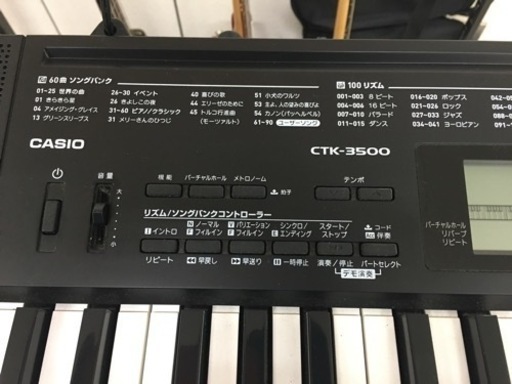 60曲 ソングバンク
01-25 世界の曲
01 きらきら星
04 アメイジング・グレイス
13 グリーンスリーブス
26-30 イベント
26 きよしこの夜
31-60 ピアノ/クラシック
31 メリーさんのひつじ
40 喜びの歌
44 エリーゼのために
45 トルコ行進曲
(モーツァルト)
51 小犬のワルツ
53 主よ、人の望みの喜びよ
54 カノン(パッヘルベル)
61-90 ユーザーソング
100 リズム
001-003 8 ビート
004-006 16 ビート
007-010 バラード
011-015 ダンス
016-020 ポップス
021-026 ロック
027-033 ジャズ
034-041 ヨーロピアン
CASIO
CTK-3500
音量
大
小
機能
バーチャルホール
メトロノーム
拍子
テンポ
リズム/ソングバンクコントローラー
I イントロ
N ノーマル
F フィルイン
V バリエーション
F フィルイン
シンクロ/
E エンディング
スタート/
ストップ
コード
伴奏
リピート
早戻し
早送り
一時停止
演奏/停止
パートセレクト
デモ演奏
バーチャルホール
リバーブ
リピート